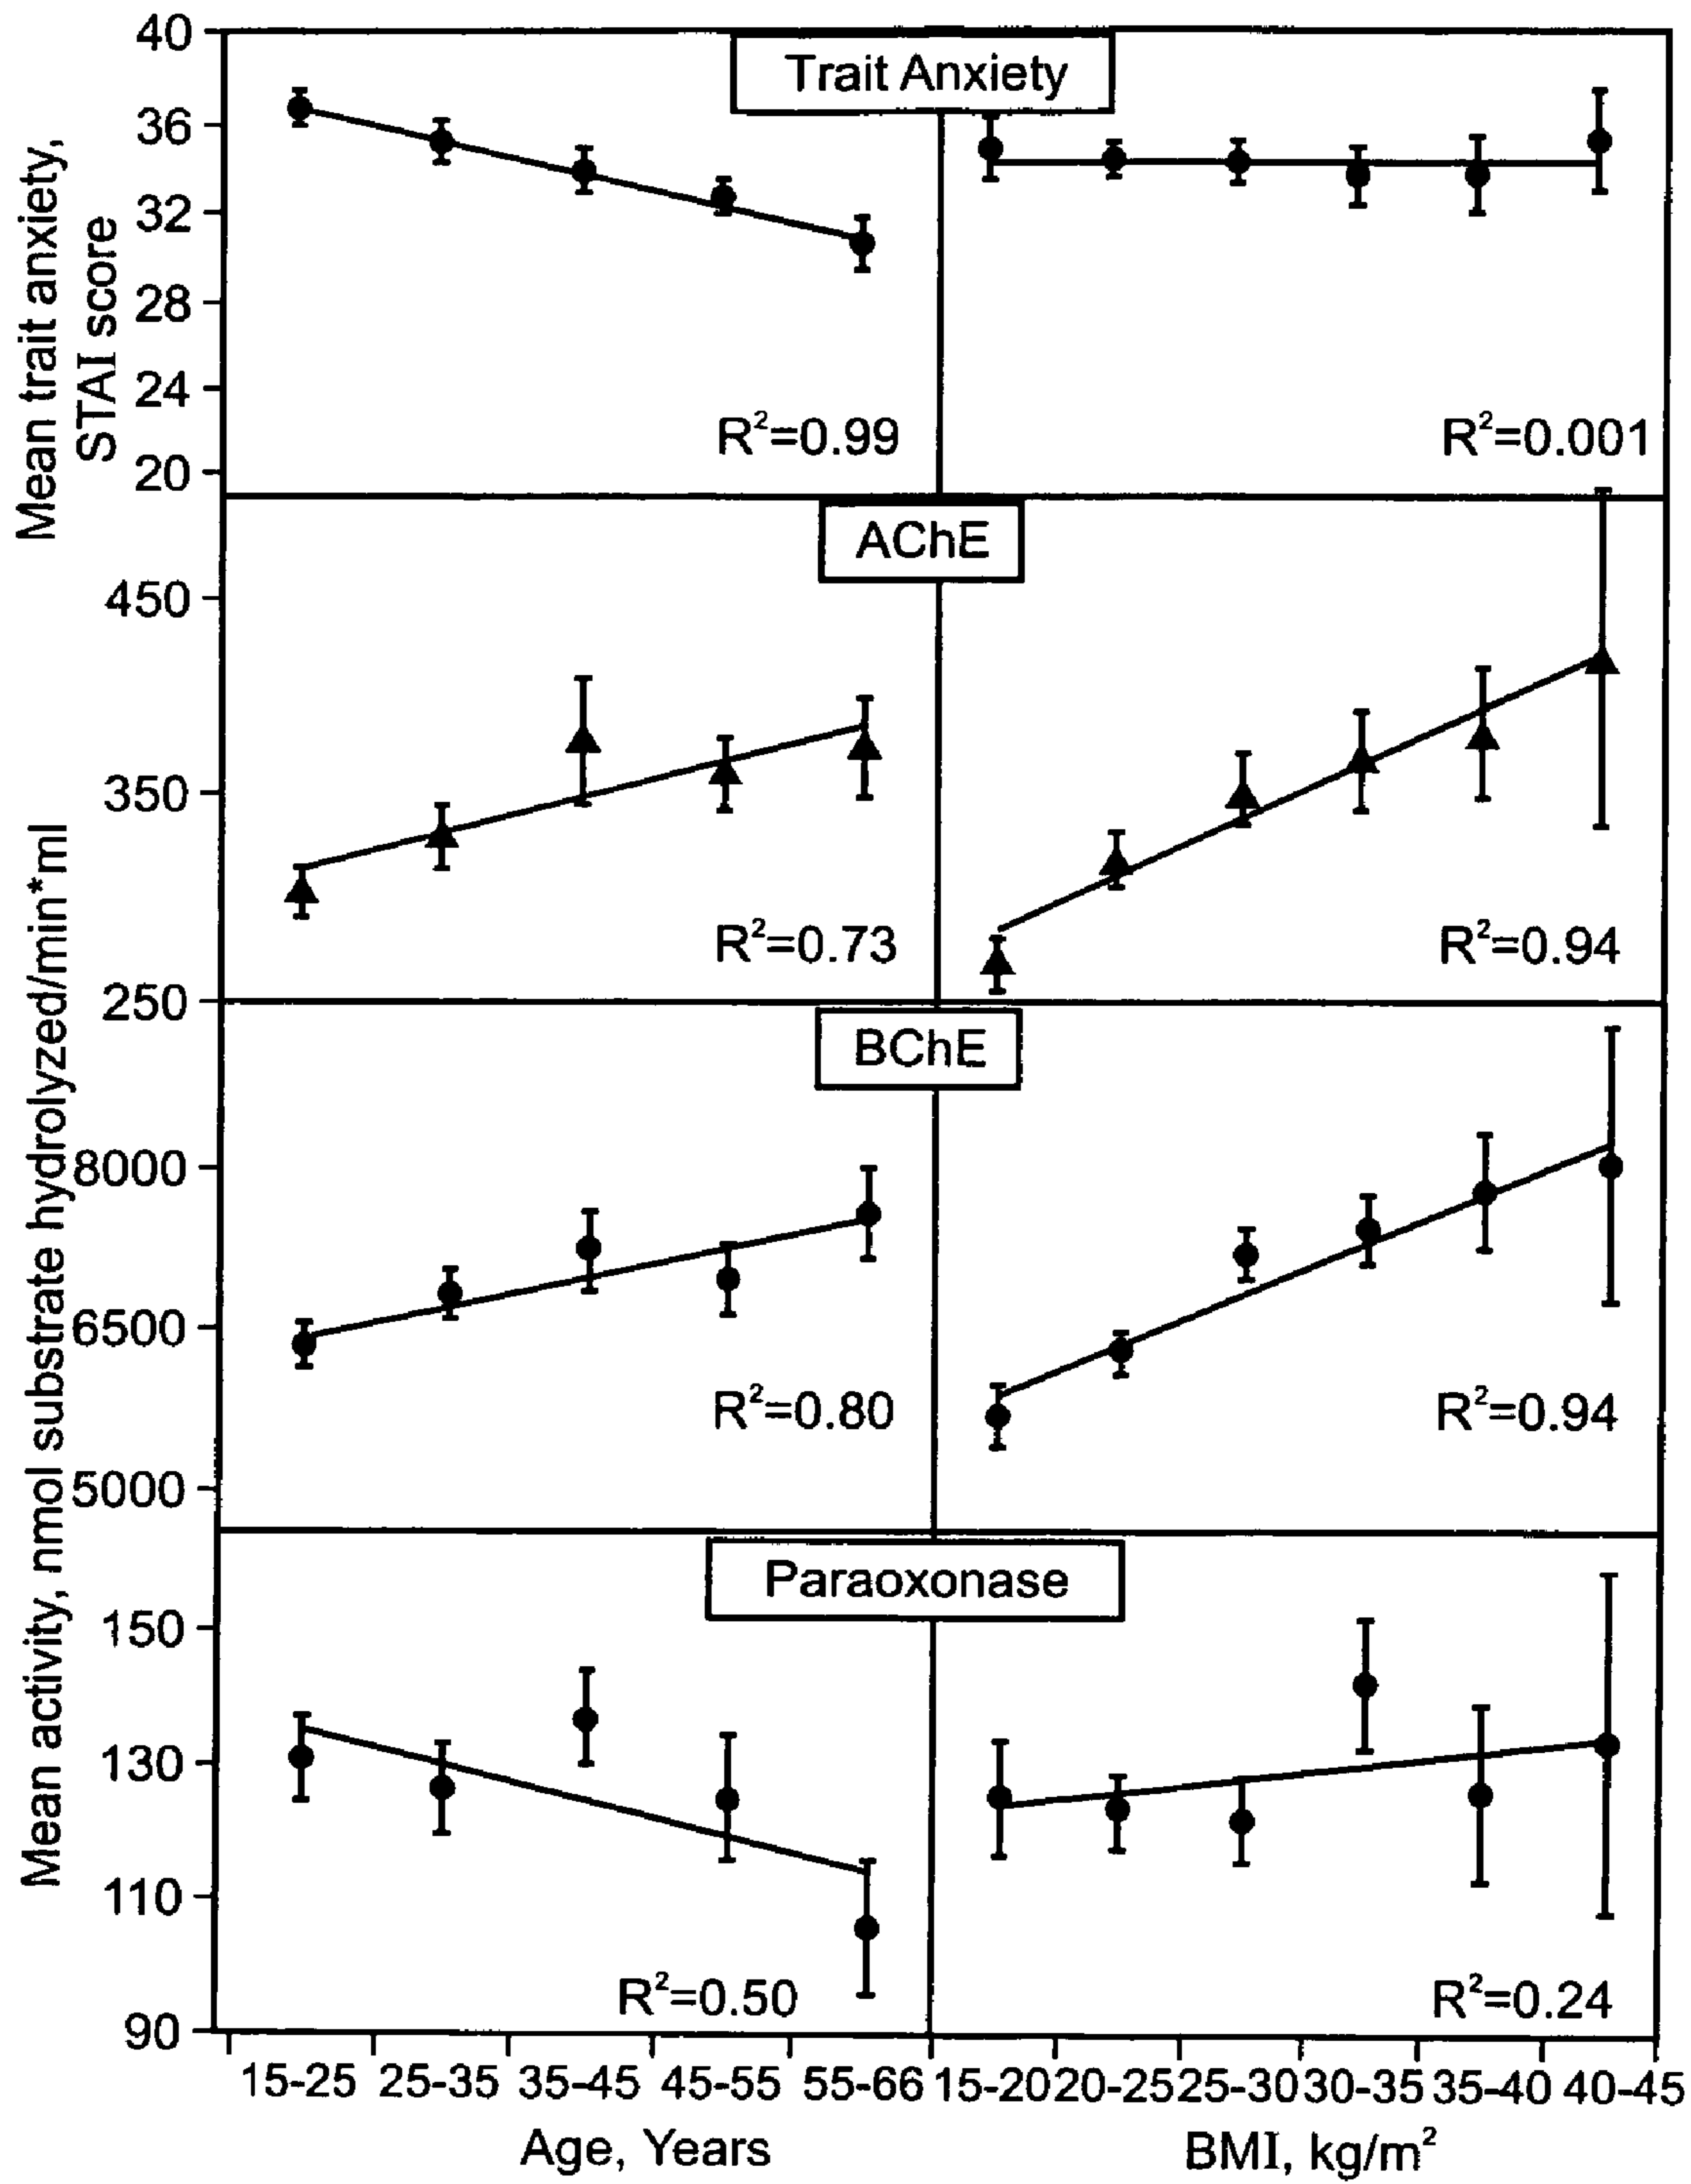 Mean trait anxiety,
STAI score
40
36
32
28
24
20
Trait Anxiety
R²=0.99
R²=0.001
Mean activity, nmol substrate hydrolyzed/min*ml
450
350
250
AChE
R²=0.73
R²=0.94
8000
6500
5000
BChE
R²=0.80
R²=0.94
150
130
110
90
Paraoxonase
R²=0.50
R²=0.24
15-25 25-35 35-45 45-55 55-66 15-20 20-25 25-30 30-35 35-40 40-45
Age, Years
BMI, kg/m²